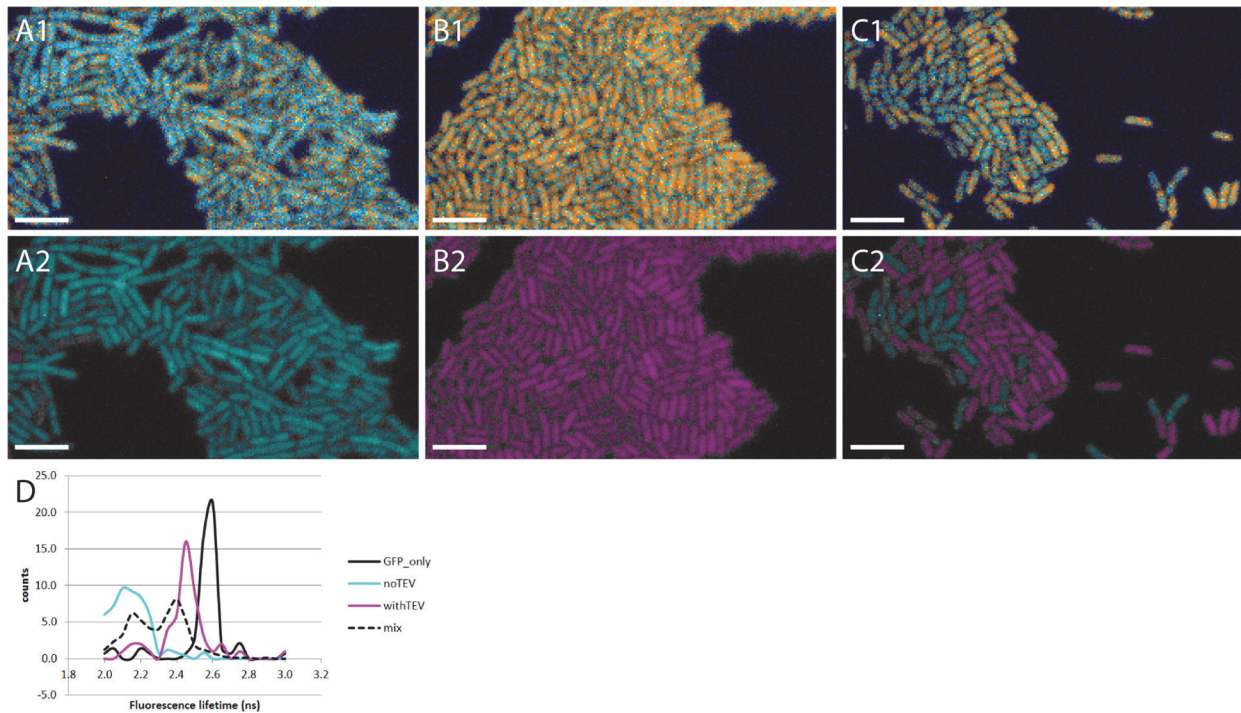 A1
B1
C1
A2
B2
C2
D
25.0
20.0
15.0
10.0
5.0
0.0
-5.0
counts
1.8
2.0
2.2
2.4
2.6
2.8
3.0
3.2
Fluorescence lifetime (ns)
GFP_only
noTEV
withTEV
mix